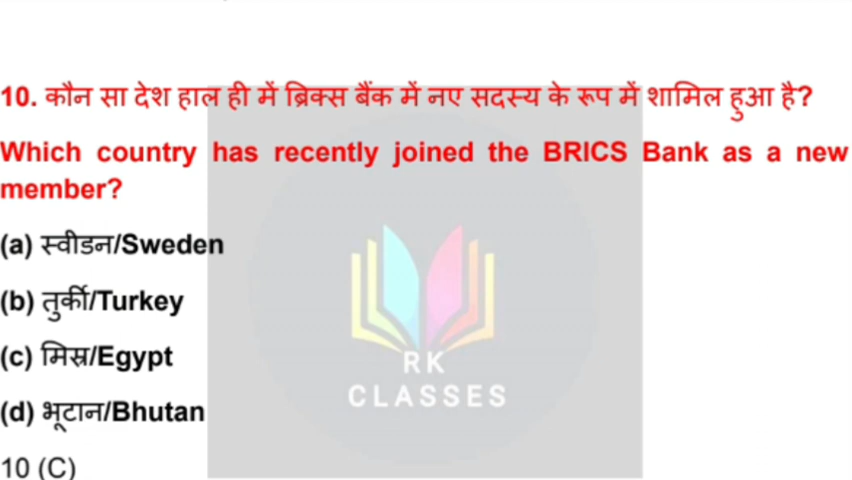 10. कौन सा देश हाल ही में ब्रिक्स बैंक में नए सदस्य के रूप में शामिल हुआ है?
Which country has recently joined the BRICS Bank as a new
member?
(a) स्वीडन/Sweden
(b) तुर्की/Turkey
(c) मिस्र/Egypt
(d) भूटान/Bhutan
10 (C)
RK
CLASSES